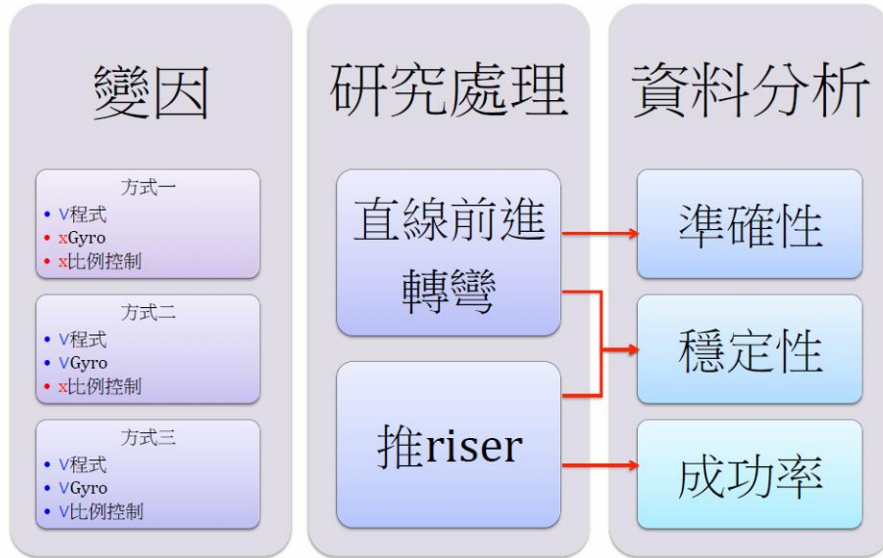 變因
方式一
• V程式
• xGyro
• x比例控制
方式二
• V程式
• VGyro
• x比例控制
方式三
• V程式
• VGyro
• V比例控制
研究處理
直線前進
轉彎
推riser
資料分析
準確性
穩定性
成功率